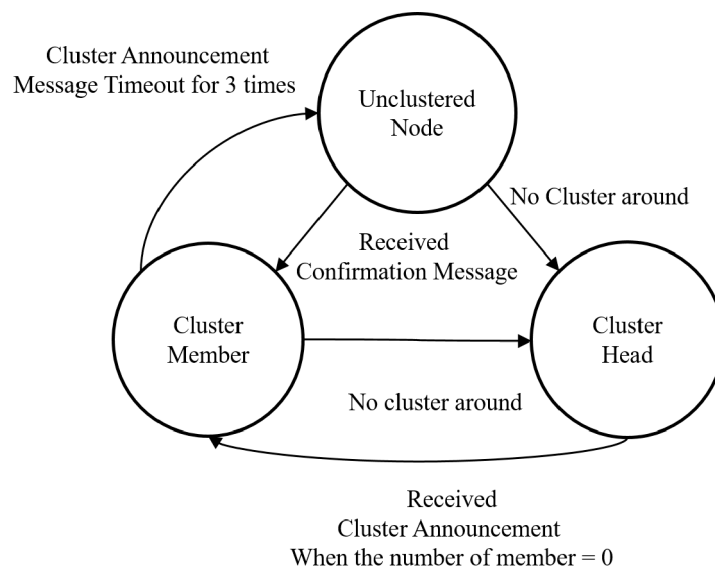 Cluster Announcement
Message Timeout for 3 times
Unclustered
Node
No Cluster around
Received
Confirmation Message
Cluster
Member
Cluster
Head
No cluster around
Received
Cluster Announcement
When the number of member = 0